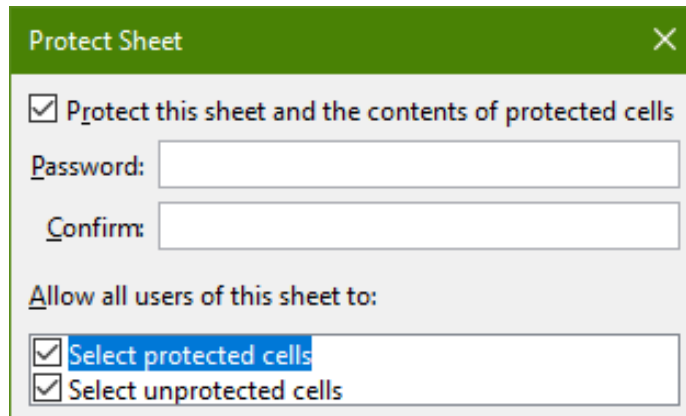 Protect Sheet
Protect this sheet and the contents of protected cells
Password:
Confirm:
Allow all users of this sheet to:
Select protected cells
Select unprotected cells